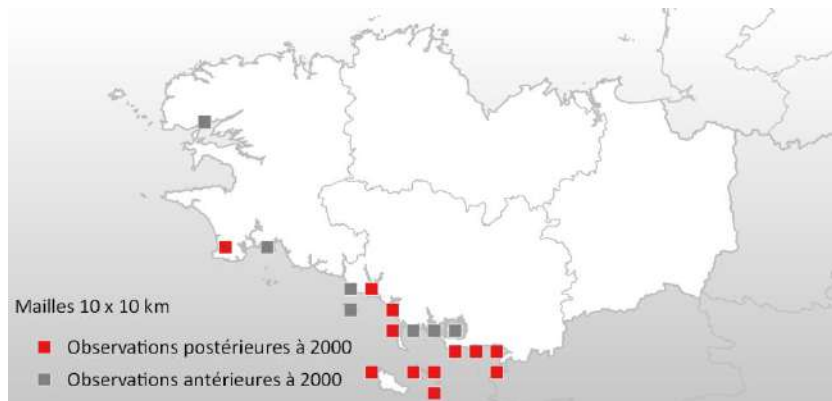 Mailles 10 x 10 km
Observations postérieures à 2000
Observations antérieures à 2000